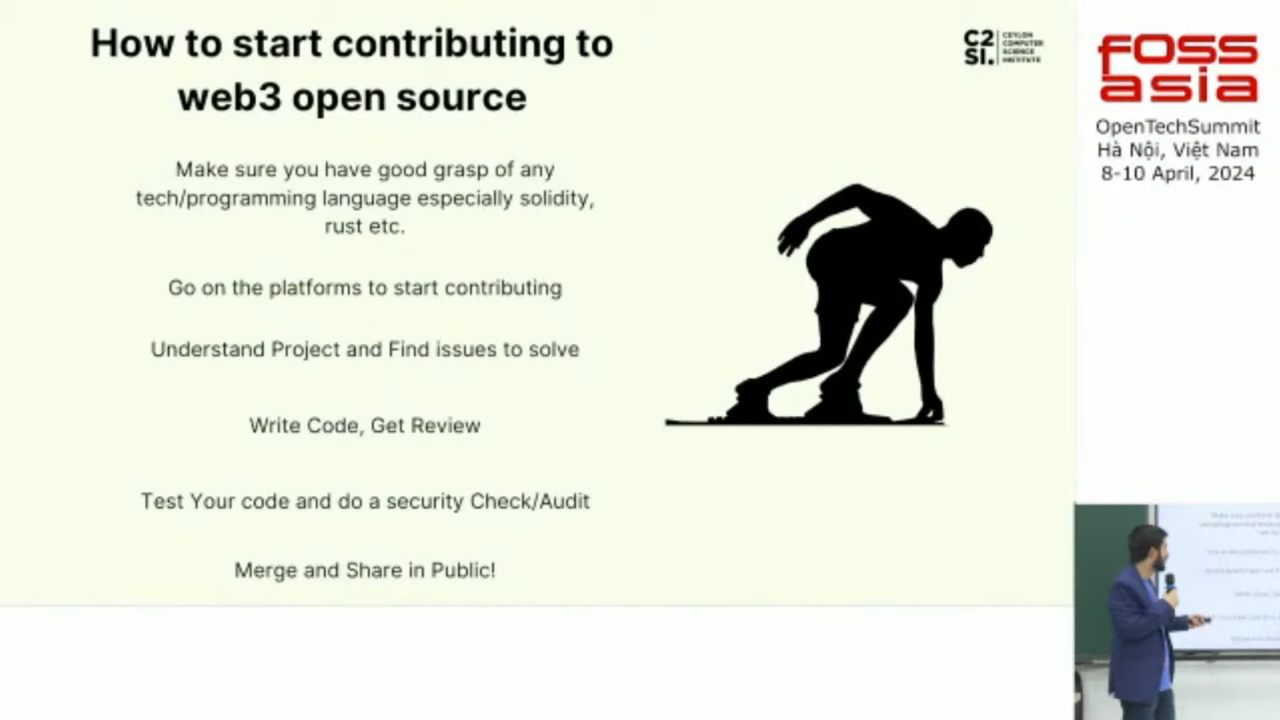 How to start contributing to
web3 open source
Make sure you have good grasp of any
tech/programming language especially solidity,
rust etc.
Go on the platforms to start contributing
Understand Project and Find issues to solve
Write Code, Get Review
Test Your code and do a security Check/Audit
Merge and Share in Public!
C2
SI.
CEYLON
COMPUTER
SCIENCE
INSTITUTE
FOSS
asia
OpenTechSummit
Hà Nội, Việt Nam
8-10 April, 2024